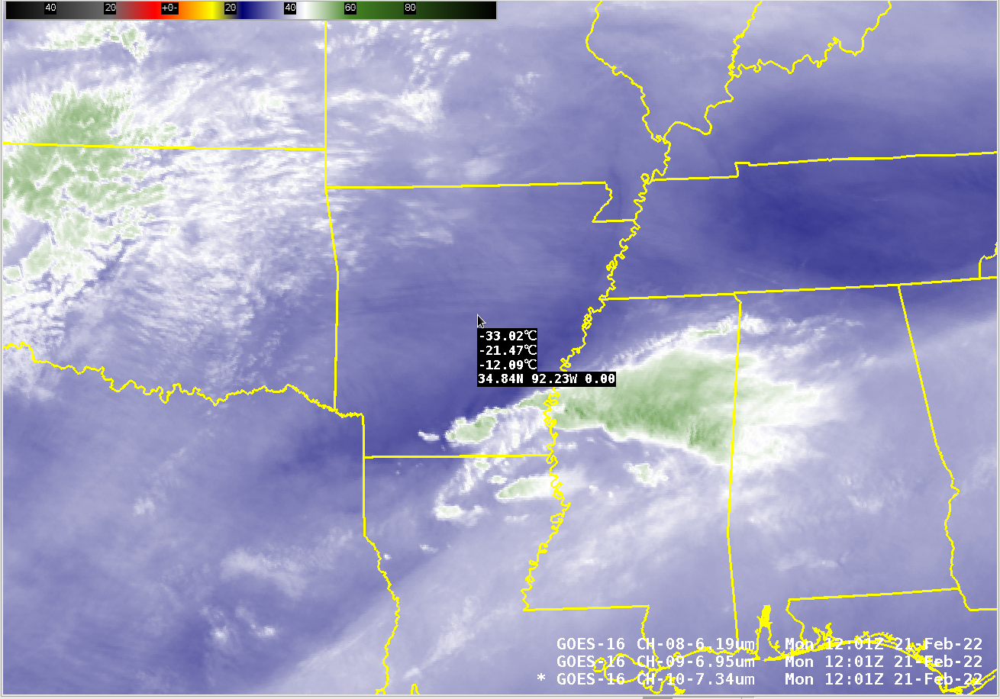 40 20 +0- 20 40 60 80
-33.02℃
-21.47℃
-12.09℃
34.84N 92.23W 0.00
GOES-16 CH-08-6.19um Mon 12:01Z 21-Feb-22
GOES-16 CH-09-6.95um Mon 12:01Z 21-Feb-22
* GOES-16 CH-10-7.34um Mon 12:01Z 21-Feb-22